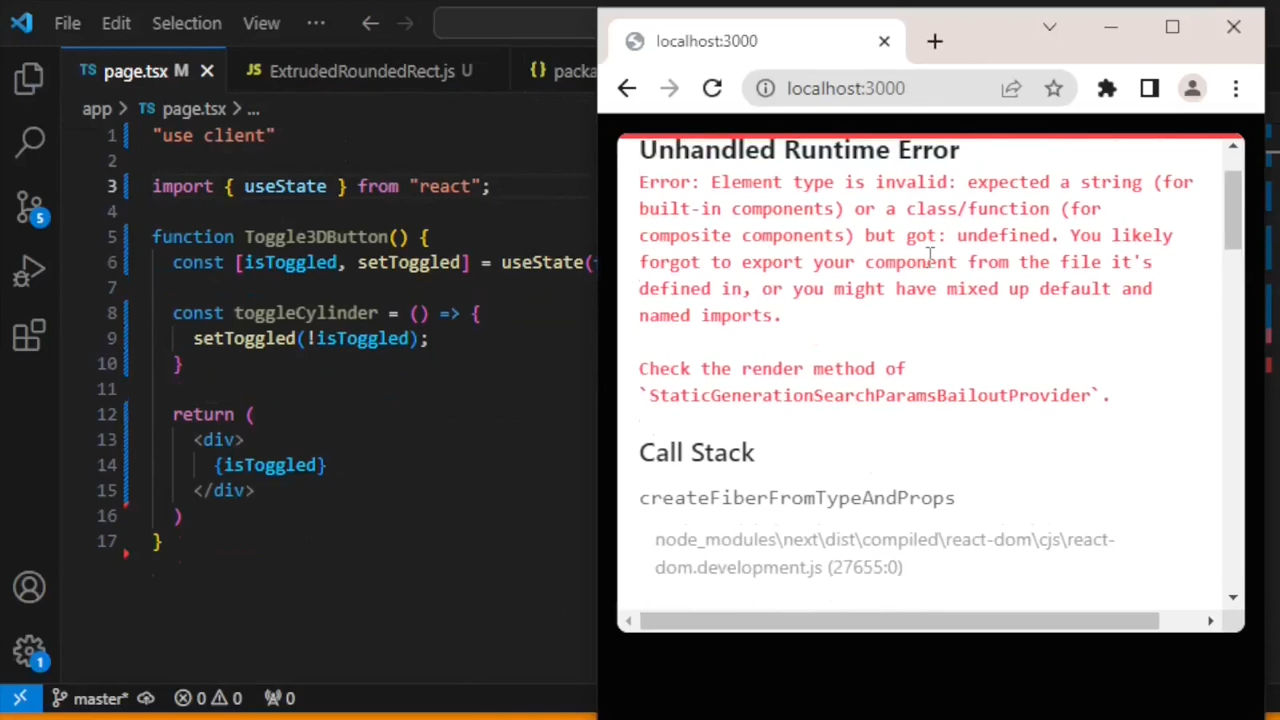 File Edit Selection View ···
TS page.tsx M
JS ExtrudedRoundedRect.js U
{} packa
app > TS page.tsx > ...
1 "use client"
2
3 import { useState } from "react";
4
5 function Toggle3DButton() {
6 const [isToggled, setToggled] = useState(
7
8 const toggleCylinder = () => {
9 setToggled(!isToggled);
10 }
11
12 return (
13 <div>
14 {isToggled}
15 </div>
16 )
17 }
5
1
master* 0 0 0
localhost:3000
localhost:3000
Unhandled Runtime Error
Error: Element type is invalid: expected a string (for
built-in components) or a class/function (for
composite components) but got: undefined. You likely
forgot to export your component from the file it's
defined in, or you might have mixed up default and
named imports.
Check the render method of
`StaticGenerationSearchParamsBailoutProvider`.
Call Stack
createFiberFromTypeAndProps
node_modules\next\dist\compiled\react-dom\cjs\react-
dom.development.js (27655:0)